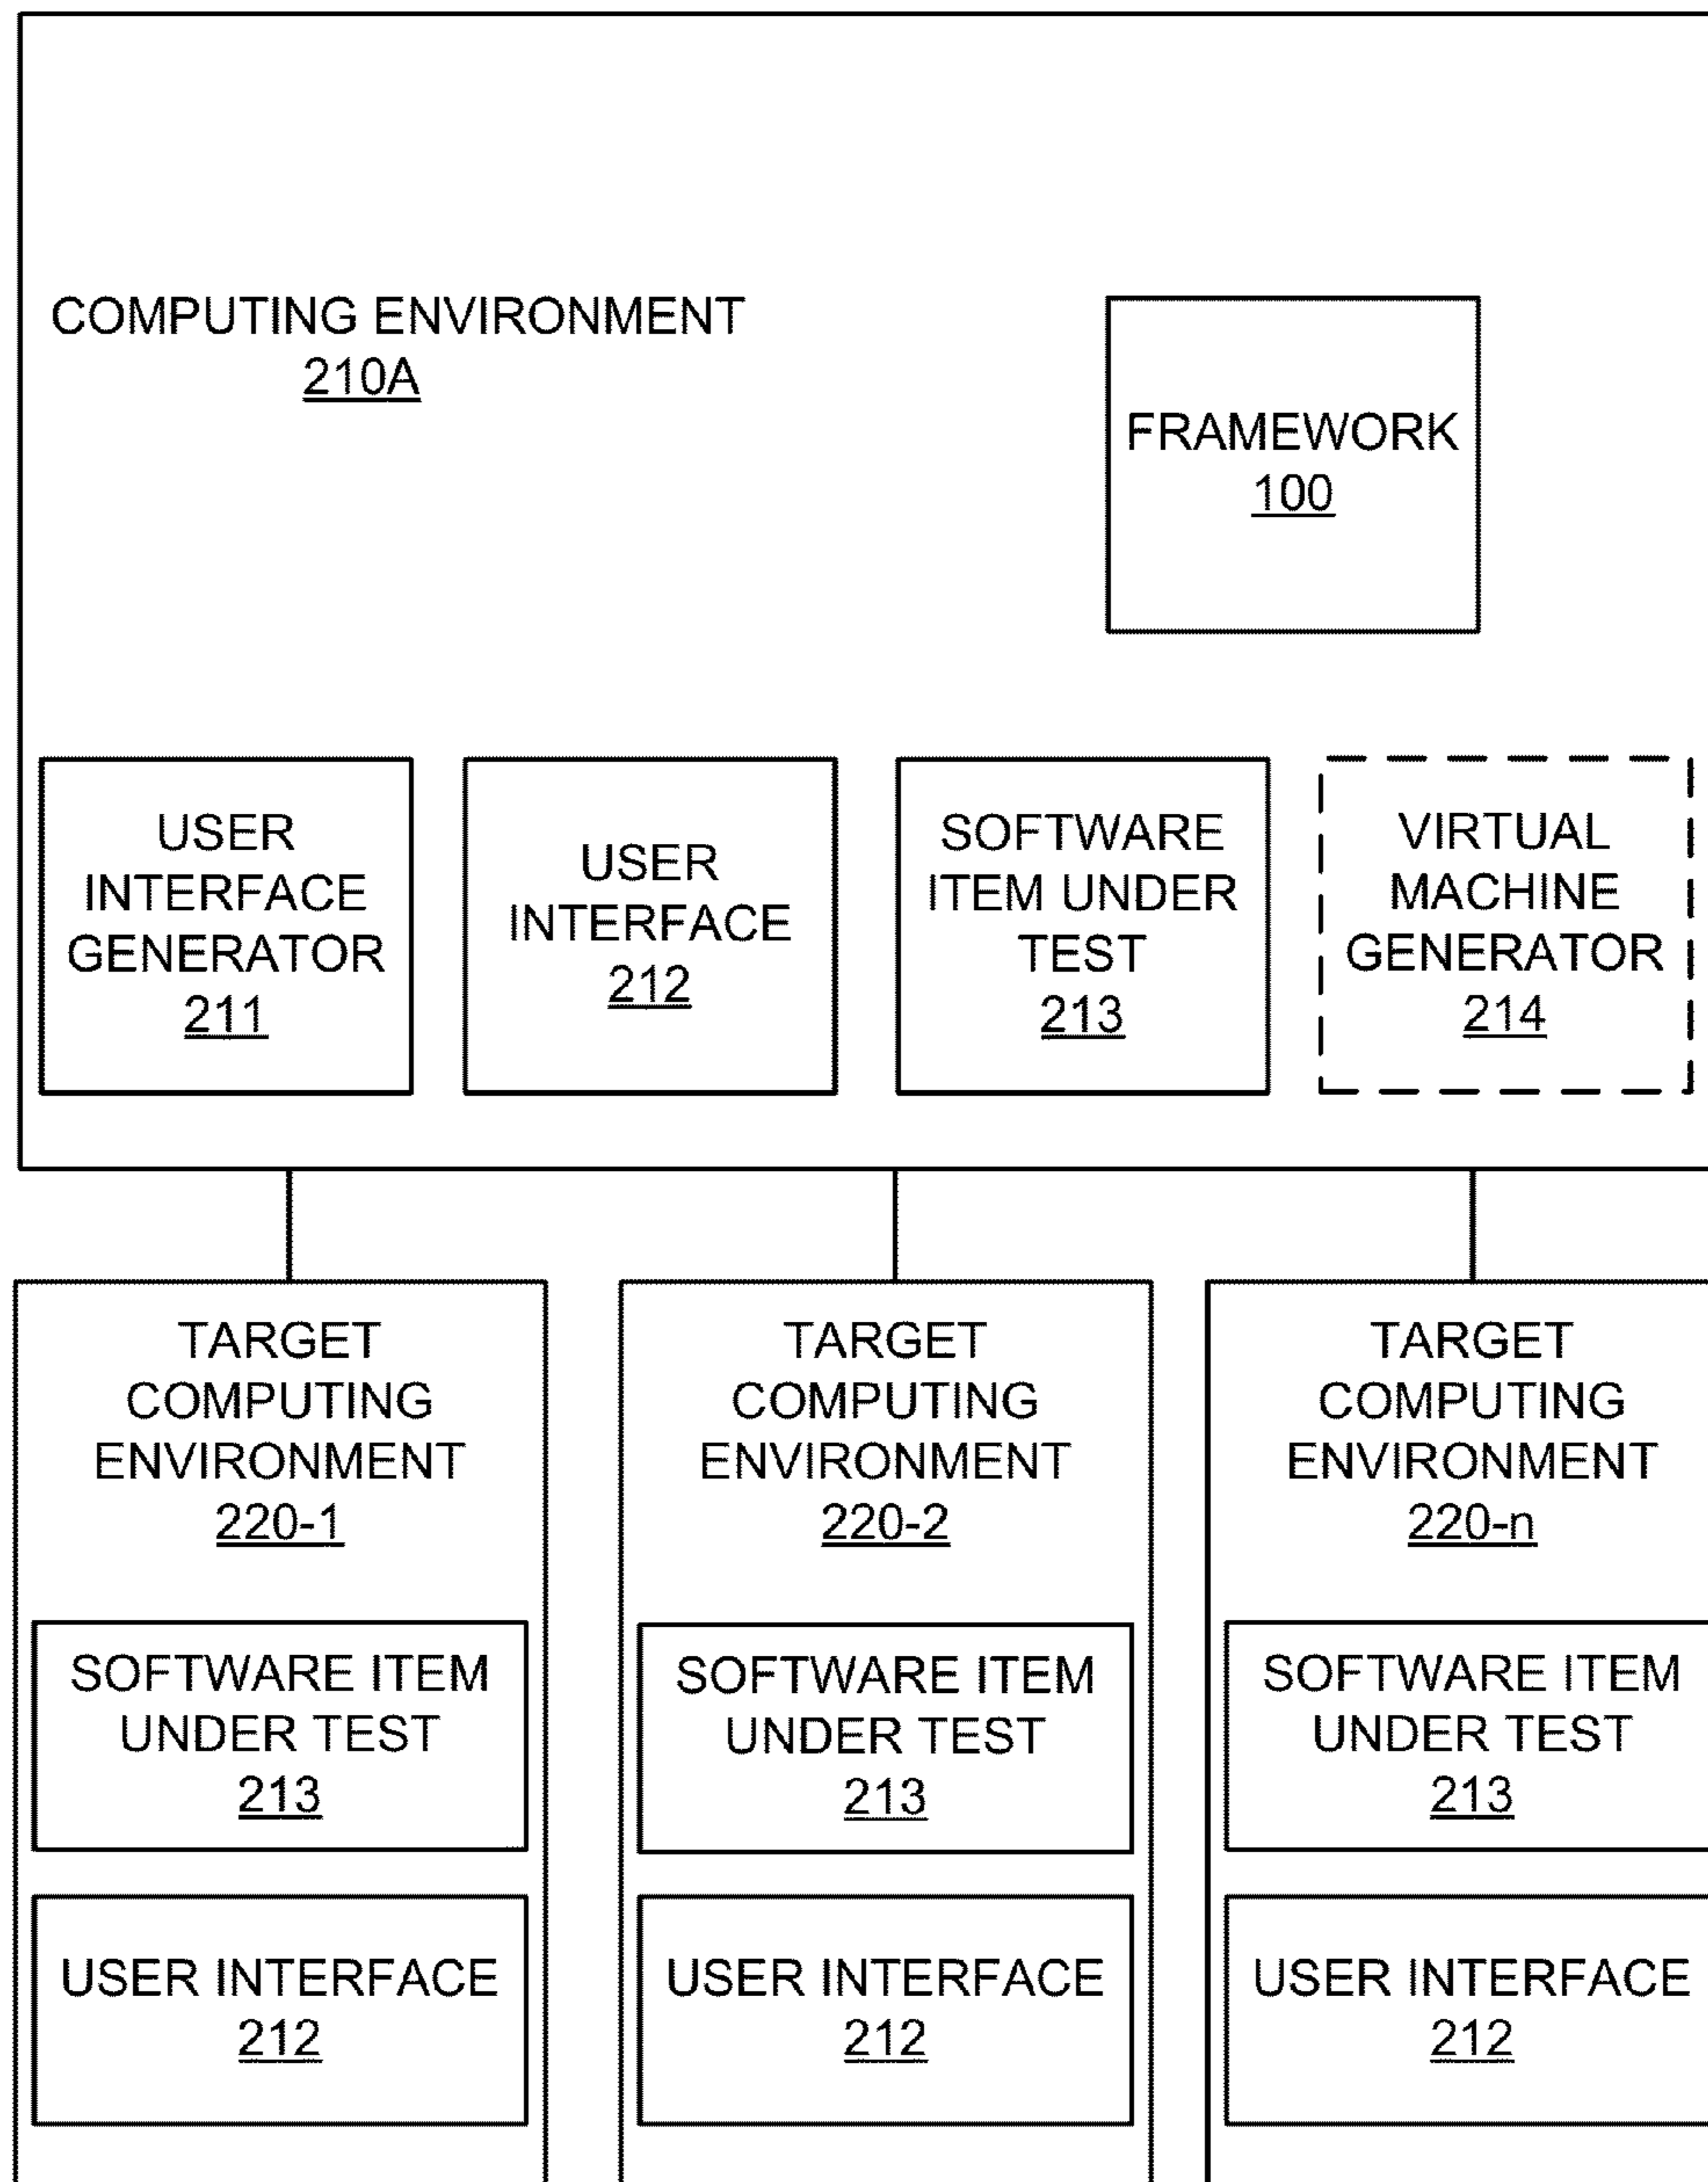 COMPUTING ENVIRONMENT
210A
FRAMEWORK
100
USER
INTERFACE
GENERATOR
211
USER
INTERFACE
212
SOFTWARE
ITEM UNDER
TEST
213
VIRTUAL
MACHINE
GENERATOR
214
TARGET
COMPUTING
ENVIRONMENT
220-1
SOFTWARE ITEM
UNDER TEST
213
USER INTERFACE
212
TARGET
COMPUTING
ENVIRONMENT
220-2
SOFTWARE ITEM
UNDER TEST
213
USER INTERFACE
212
TARGET
COMPUTING
ENVIRONMENT
220-n
SOFTWARE ITEM
UNDER TEST
213
USER INTERFACE
212